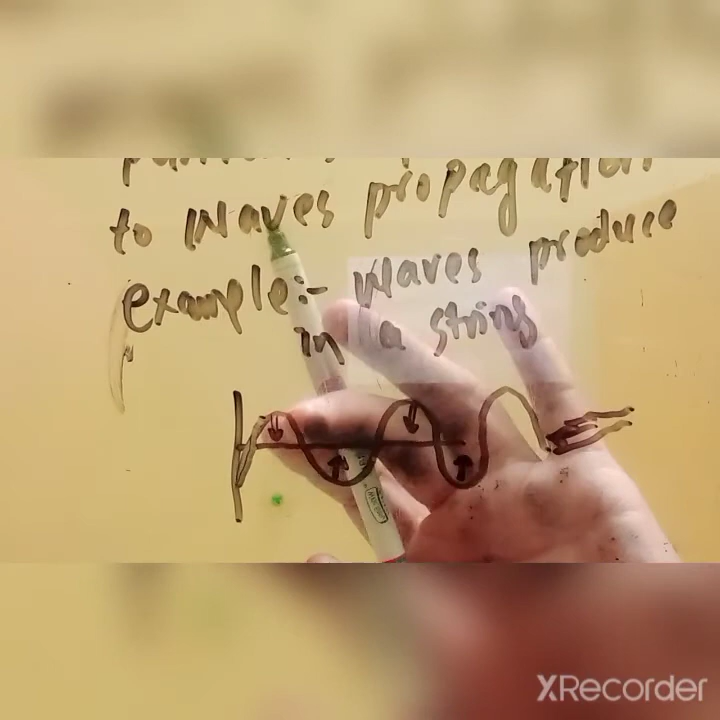 to waves propagation
example:- Waves produce
in a string
XRecorder